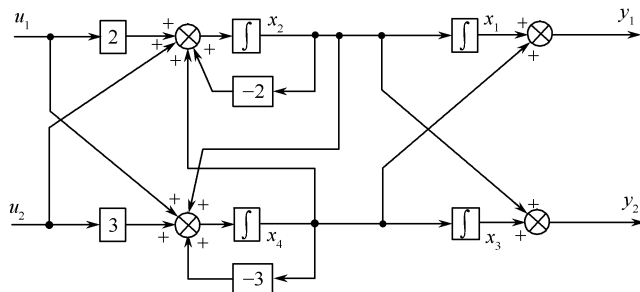 u₁ 2 + + + + ∫ x₂ ∫ x₁ + + y₁
−2
u₂ 3 + + + + ∫ x₄ ∫ x₃ + + y₂
−3